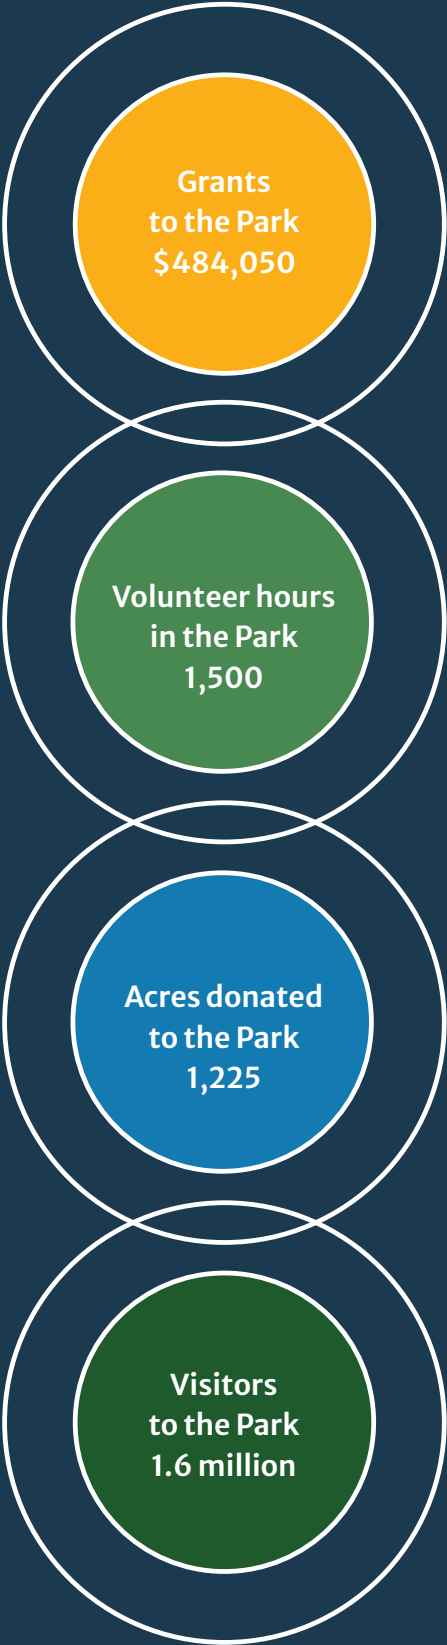 Grants
to the Park
$484,050
Volunteer hours
in the Park
1,500
Acres donated
to the Park
1,225
Visitors
to the Park
1.6 million